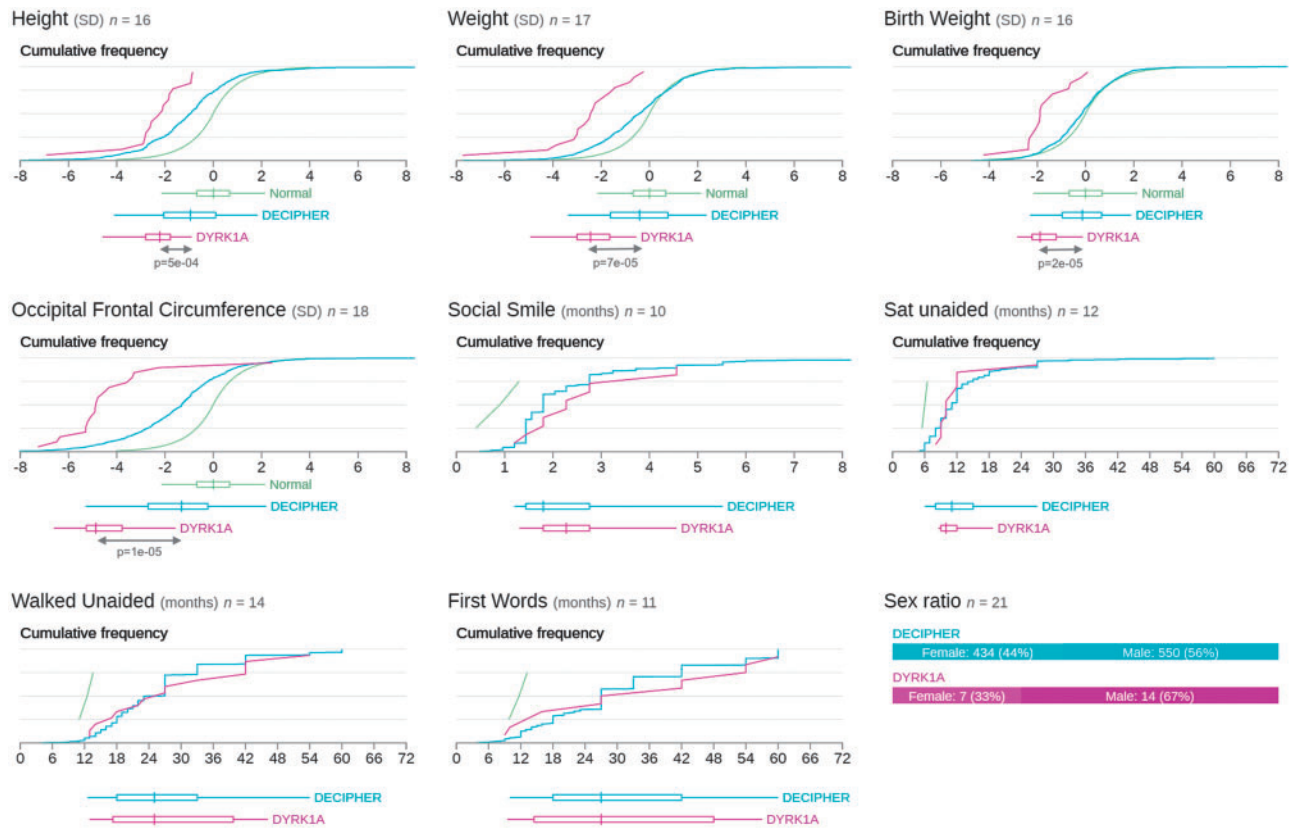 Height (SD) n = 16
Weight (SD) n = 17
Birth Weight (SD) n = 16
Cumulative frequency
Cumulative frequency
Cumulative frequency
-8 -6 -4 -2 0 2 4 6 8
-8 -6 -4 -2 0 2 4 6 8
-8 -6 -4 -2 0 2 4 6 8
Normal
Normal
Normal
DECIPHER
DECIPHER
DECIPHER
DYRK1A
DYRK1A
DYRK1A
p=5e-04
p=7e-05
p=2e-05
Occipital Frontal Circumference (SD) n = 18
Social Smile (months) n = 10
Sat unaided (months) n = 12
Cumulative frequency
Cumulative frequency
Cumulative frequency
-8 -6 -4 -2 0 2 4 6 8
0 1 2 3 4 5 6 7 8
0 6 12 18 24 30 36 42 48 54 60 66 72
Normal
DECIPHER
DECIPHER
DECIPHER
DYRK1A
DYRK1A
DYRK1A
p=1e-05
Walked Unaided (months) n = 14
First Words (months) n = 11
Sex ratio n = 21
Cumulative frequency
Cumulative frequency
DECIPHER
Female: 434 (44%) Male: 550 (56%)
DYRK1A
Female: 7 (33%) Male: 14 (67%)
0 6 12 18 24 30 36 42 48 54 60 66 72
0 6 12 18 24 30 36 42 48 54 60 66 72
DECIPHER
DECIPHER
DYRK1A
DYRK1A